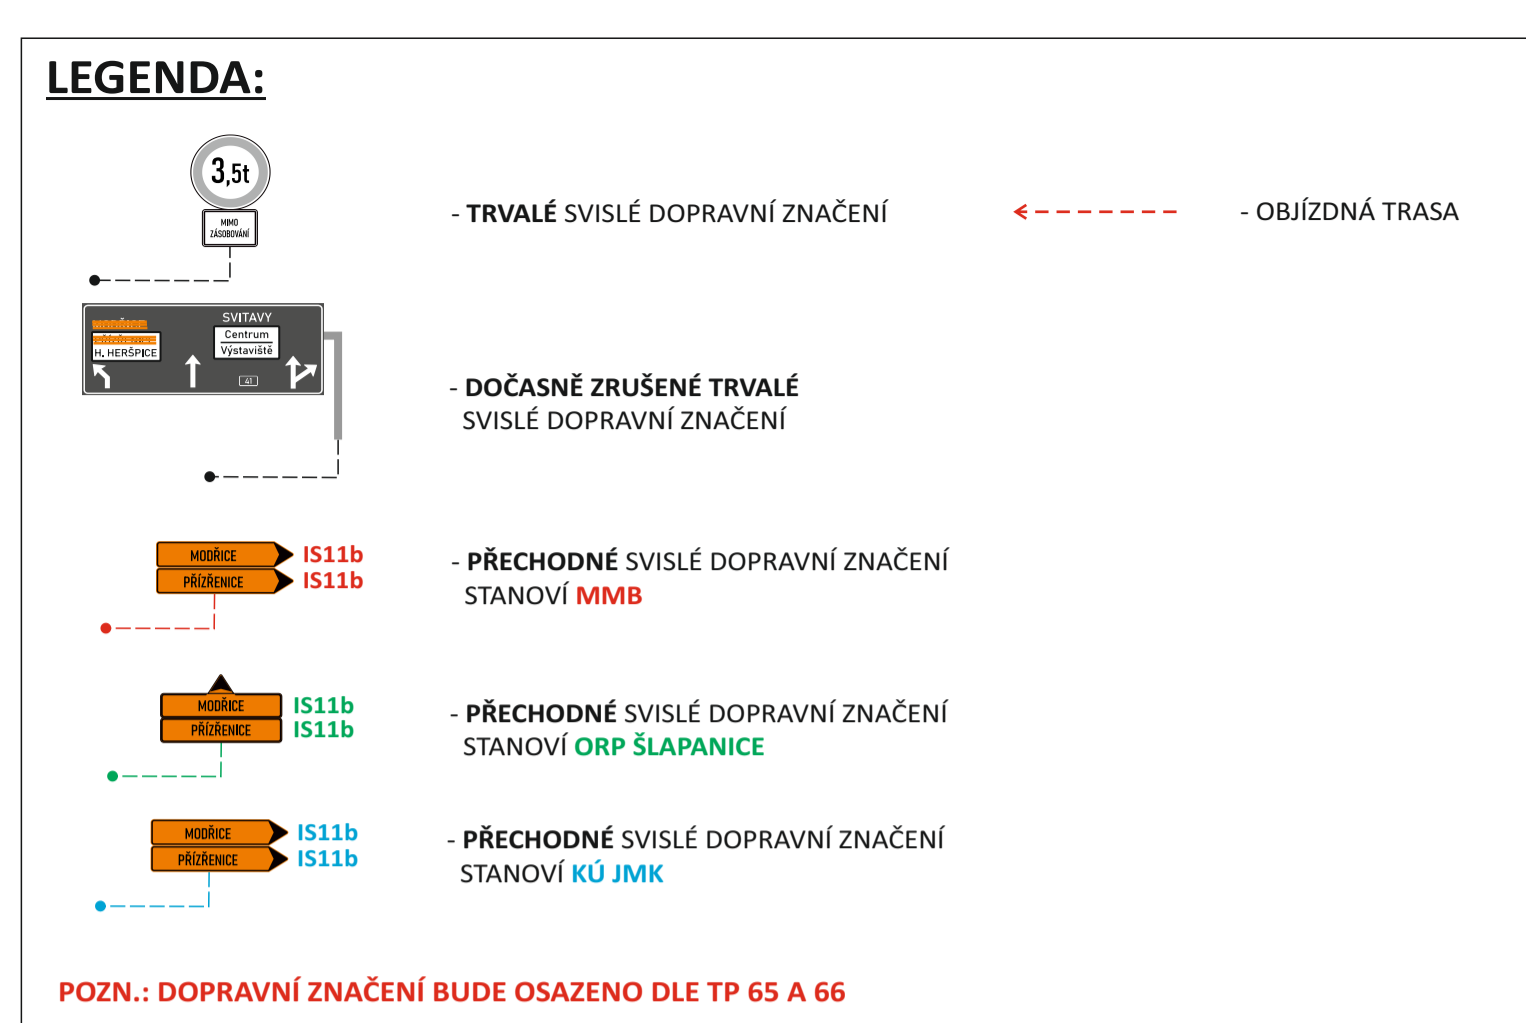 LEGENDA:
3,5t
MIMO
ZÁSOBOVÁNÍ
- TRVALÉ SVISLÉ DOPRAVNÍ ZNAČENÍ
- OBJÍZDNÁ TRASA
MODŘICE
PŘÍZŘENICE
H. HERŠPICE
SVITAVY
Centrum
Výstaviště
41
- DOČASNĚ ZRUŠENÉ TRVALÉ
SVISLÉ DOPRAVNÍ ZNAČENÍ
MODŘICE IS11b
PŘÍZŘENICE IS11b
- PŘECHODNÉ SVISLÉ DOPRAVNÍ ZNAČENÍ
STANOVÍ MMB
MODŘICE IS11b
PŘÍZŘENICE IS11b
- PŘECHODNÉ SVISLÉ DOPRAVNÍ ZNAČENÍ
STANOVÍ ORP ŠLAPANICE
MODŘICE IS11b
PŘÍZŘENICE IS11b
- PŘECHODNÉ SVISLÉ DOPRAVNÍ ZNAČENÍ
STANOVÍ KÚ JMK
POZN.: DOPRAVNÍ ZNAČENÍ BUDE OSAZENO DLE TP 65 A 66